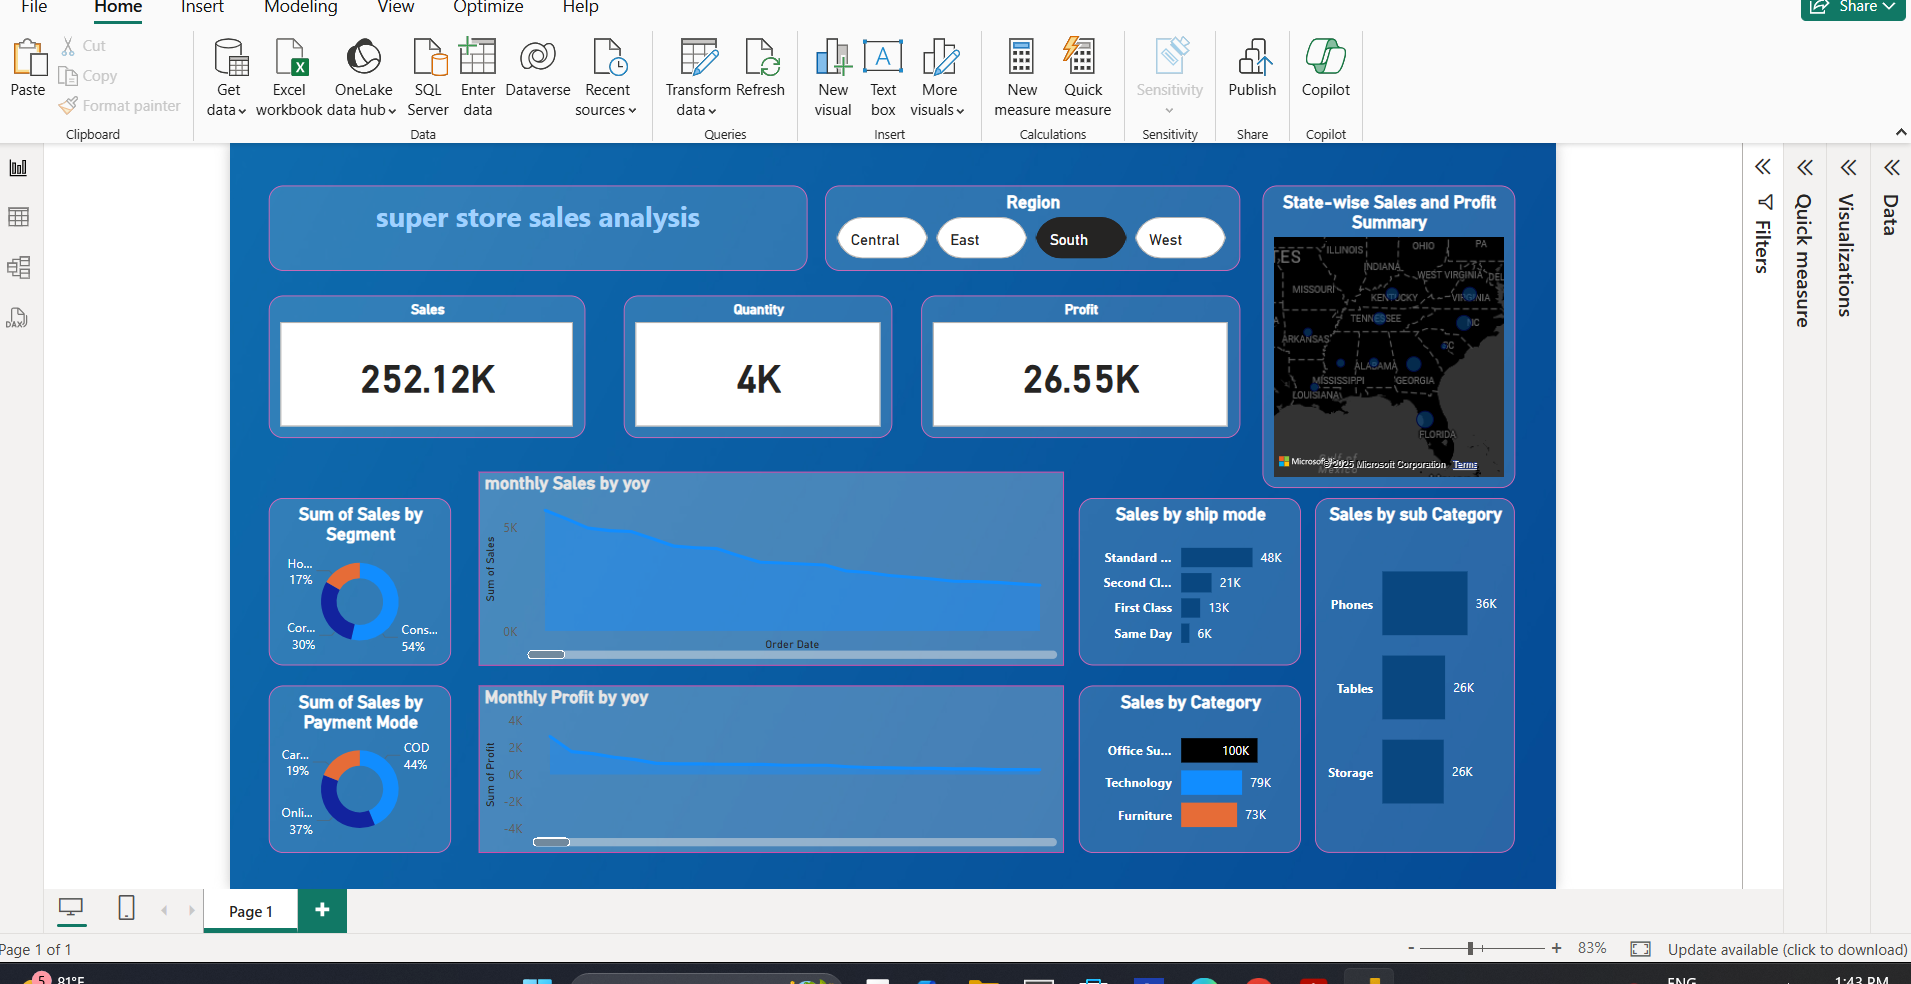 File Home Insert Modeling View Optimize Help
Share
Paste
Cut
Copy
Format painter
Clipboard
Get data
Excel workbook
OneLake data hub
SQL Server
Enter data
Dataverse
Recent sources
Data
Transform data
Refresh
Queries
New visual
Text box
More visuals
Insert
New measure
Quick measure
Calculations
Sensitivity
Sensitivity
Publish
Share
Copilot
Copilot
super store sales analysis
Region
Central
East
South
West
State-wise Sales and Profit
Summary
ILLINOIS
OHIO
PA
TES
INDIANA
WEST VIRGINIA
DEL
MISSOURI
KENTUCKY
VIRGINIA
TENNESSEE
NC
ARKANSAS
SC
ALABAMA
MISSISSIPPI
GEORGIA
LOUISIANA
FLORIDA
Gulf of
Mexico
© 2025 Microsoft Corporation Terms
Sales
252.12K
Quantity
4K
Profit
26.55K
Sum of Sales by
Segment
Ho...
17%
Cor...
30%
Cons...
54%
monthly Sales by yoy
Sum of Sales
5K
0K
Order Date
Sales by ship mode
Standard ... 48K
Second Cl... 21K
First Class 13K
Same Day 6K
Sales by sub Category
Phones 36K
Tables 26K
Storage 26K
Sum of Sales by
Payment Mode
Car...
19%
COD
44%
Onli...
37%
Monthly Profit by yoy
Sum of Profit
4K
2K
0K
-2K
-4K
Sales by Category
Office Su... 100K
Technology 79K
Furniture 73K
Filters
Quick measure
Visualizations
Data
DAX
Page 1
+
Page 1 of 1
- + 83%
Update available (click to download)
5
81°F
ENG
1:43 PM